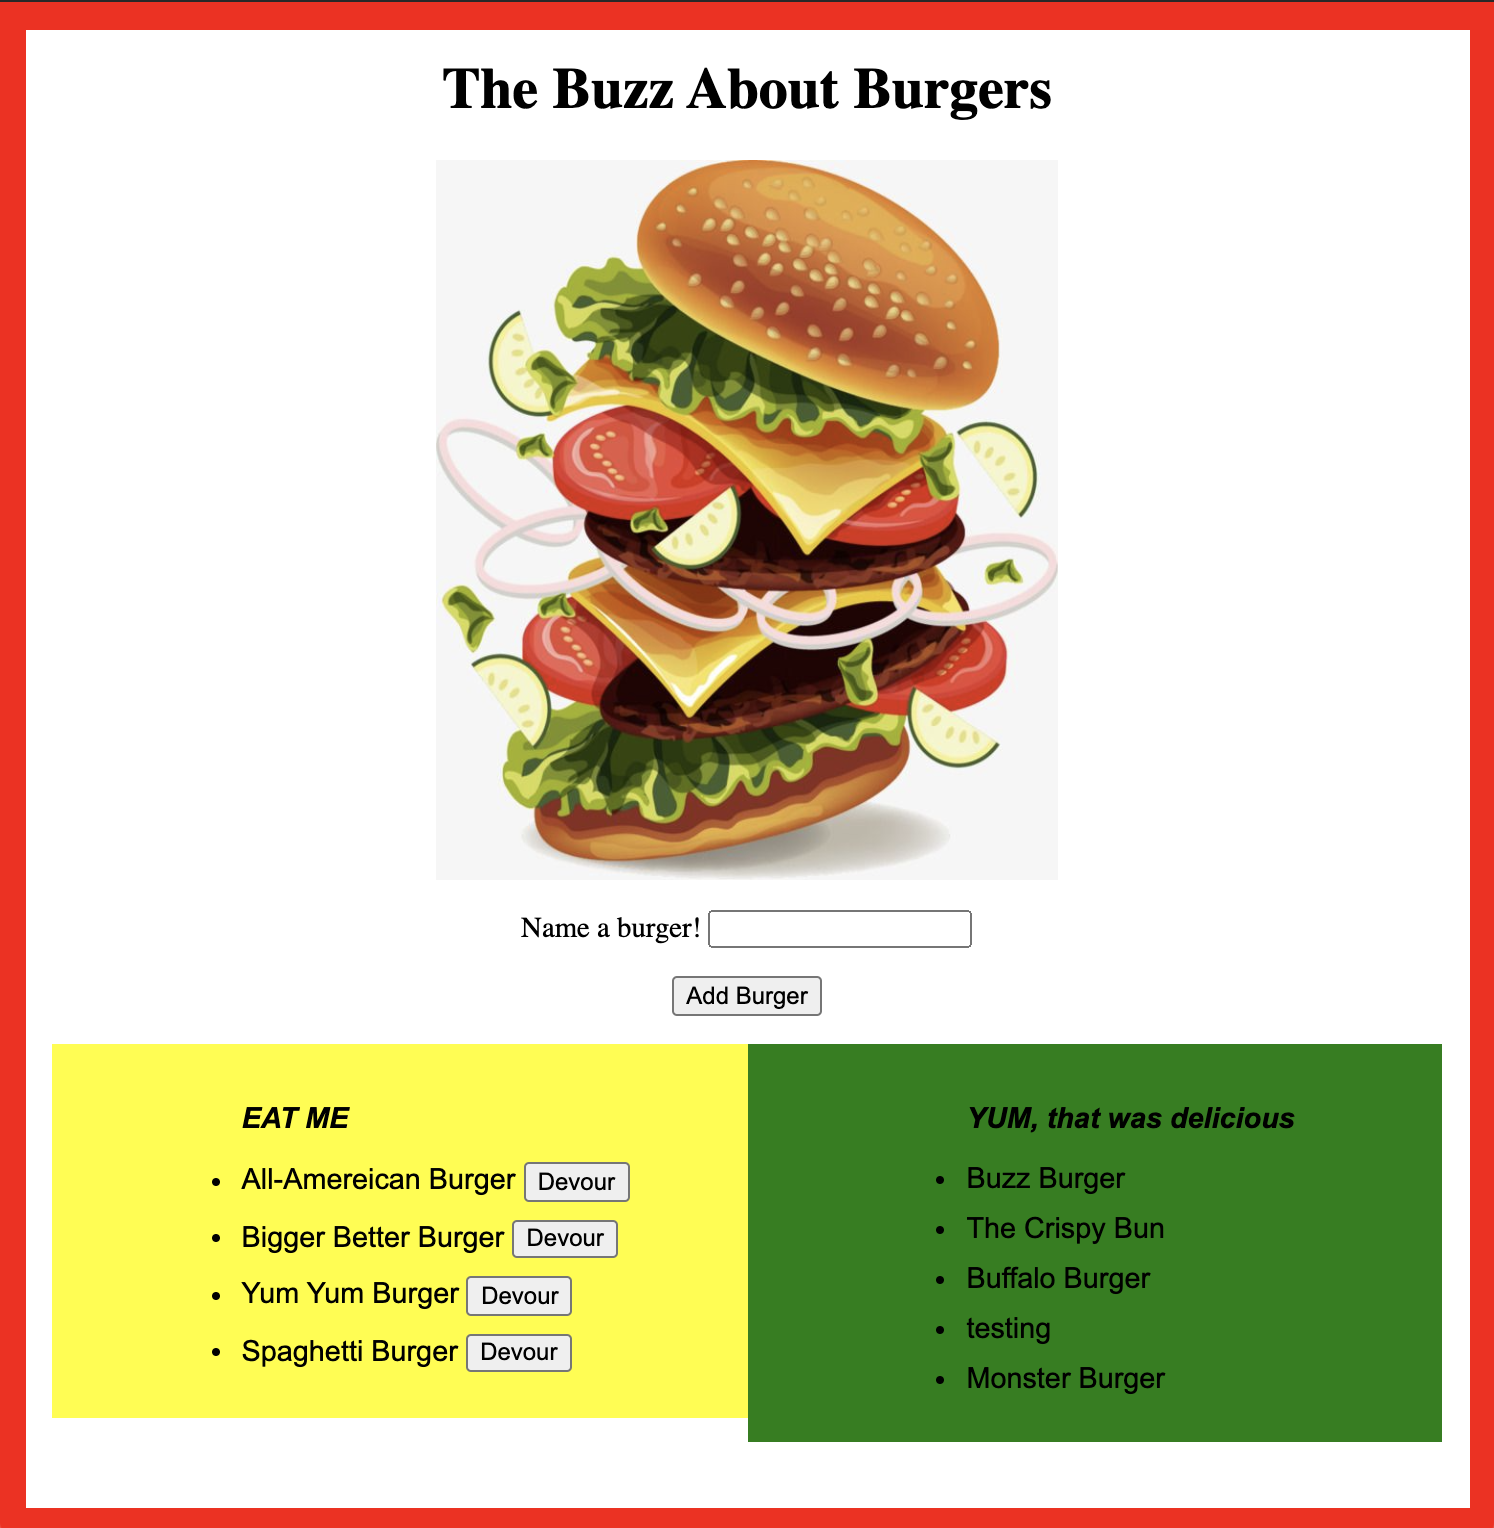 The Buzz About Burgers
Name a burger!
Add Burger
EAT ME
All-Amereican Burger Devour
Bigger Better Burger Devour
Yum Yum Burger Devour
Spaghetti Burger Devour
YUM, that was delicious
Buzz Burger
The Crispy Bun
Buffalo Burger
testing
Monster Burger